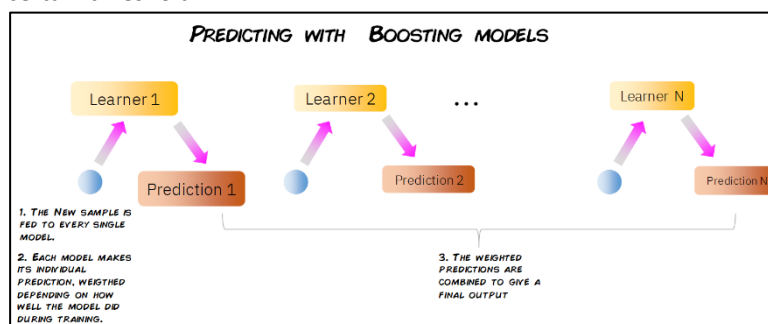 PREDICTING WITH BOOSTING MODELS
Learner 1
Learner 2
...
Learner N
Prediction 1
Prediction 2
Prediction N
1. THE NEW SAMPLE IS
FED TO EVERY SINGLE
MODEL.
2. EACH MODEL MAKES
ITS INDIVIDUAL
PREDICTION, WEIGTHED
DEPENDING ON HOW
WELL THE MODEL DID
DURING TRAINING.
3. THE WEIGHTED
PREDICTIONS ARE
COMBINED TO GIVE A
FINAL OUTPUT